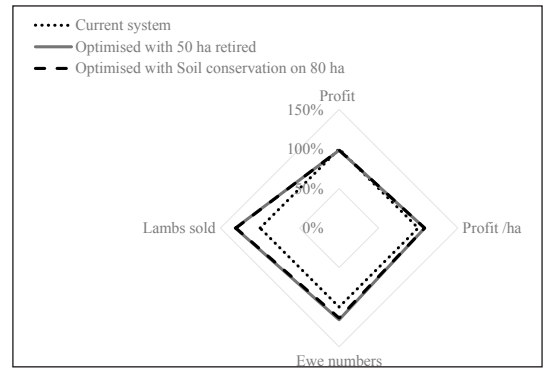 Current system
Optimised with 50 ha retired
Optimised with Soil conservation on 80 ha
Profit
150%
100%
50%
Lambs sold
0%
Profit /ha
Ewe numbers